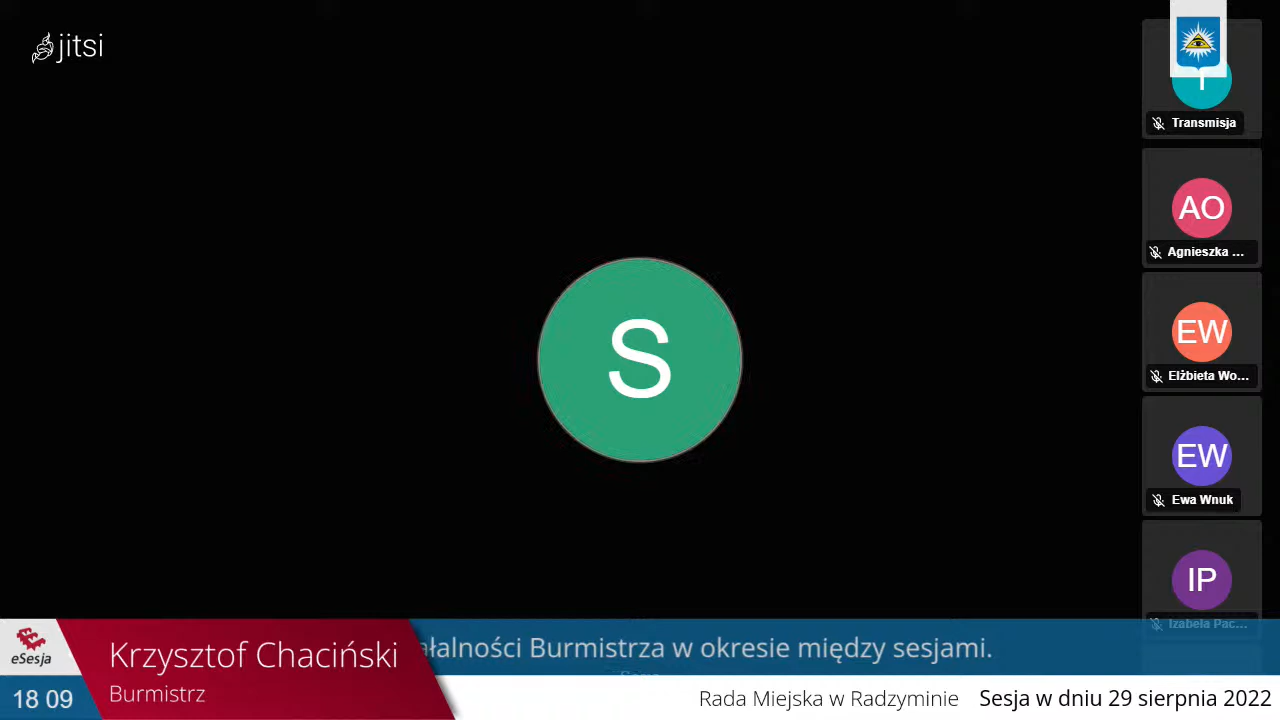 jitsi
Transmisja
AO
Agnieszka ...
EW
Elżbieta Wo...
EW
Ewa Wnuk
IP
Izabela Pac...
S
eSesja
Krzysztof Chaciński
Burmistrz
ałalności Burmistrza w okresie między sesjami.
18 09
Rada Miejska w Radzyminie
Sesja w dniu 29 sierpnia 2022